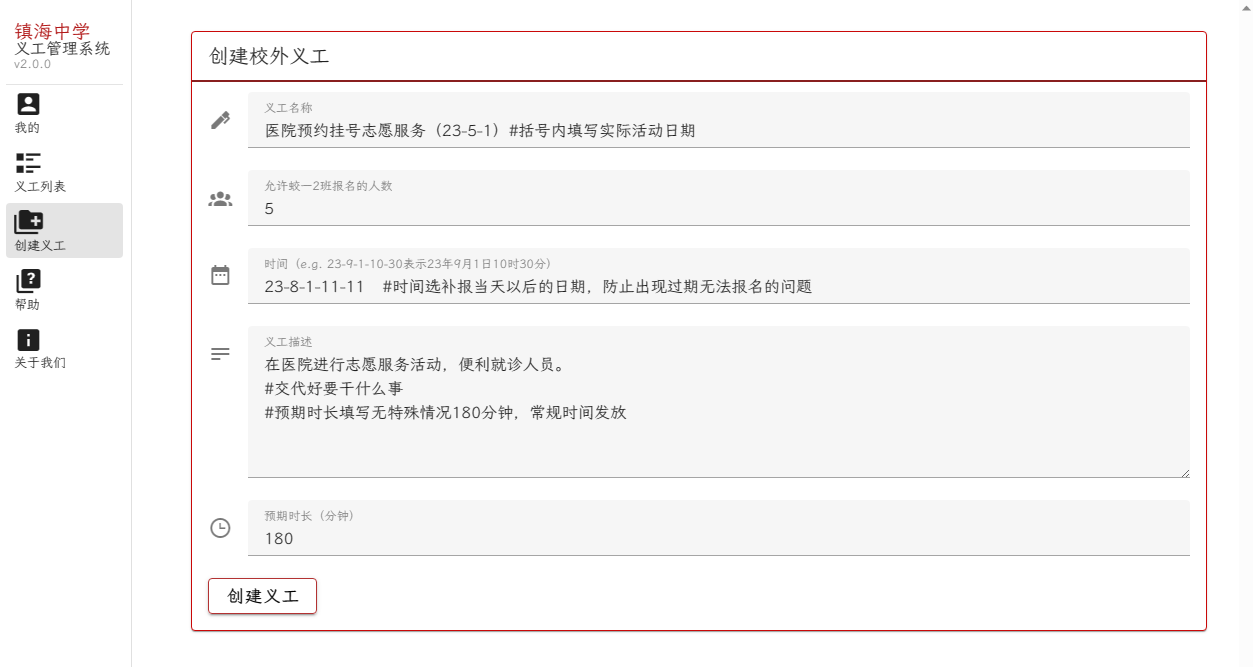 镇海中学
义工管理系统
v2.0.0
我的
义工列表
创建义工
帮助
关于我们
创建校外义工
义工名称
医院预约挂号志愿服务（23-5-1）#括号内填写实际活动日期
允许蛟一2班报名的人数
5
时间（e.g. 23-9-1-10-30表示23年9月1日10时30分）
23-8-1-11-11 #时间选补报当天以后的日期，防止出现过期无法报名的问题
义工描述
在医院进行志愿服务活动，便利就诊人员。
#交代好要干什么事
#预期时长填写无特殊情况180分钟，常规时间发放
预期时长（分钟）
180
创建义工